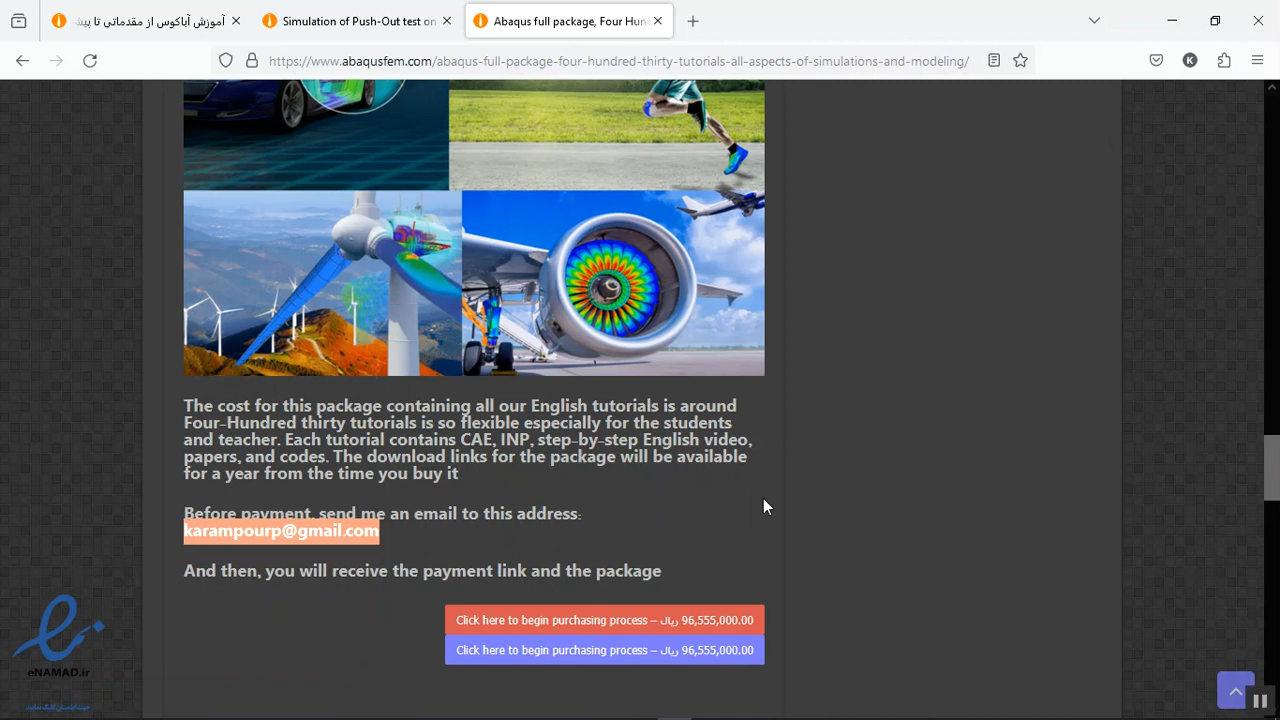 آموزش آباکوس از مقدماتی تا پیش
Simulation of Push-Out test on
Abaqus full package, Four Hun
https://www.abaqusfem.com/abaqus-full-package-four-hundred-thirty-tutorials-all-aspects-of-simulations-and-modeling/
K
The cost for this package containing all our English tutorials is around
Four-Hundred thirty tutorials is so flexible especially for the students
and teacher. Each tutorial contains CAE, INP, step-by-step English video,
papers, and codes. The download links for the package will be available
for a year from the time you buy it
Before payment, send me an email to this address:
karampourp@gmail.com
And then, you will receive the payment link and the package
Click here to begin purchasing process – ریال 96,555,000.00
Click here to begin purchasing process – ریال 96,555,000.00
eNAMAD.ir